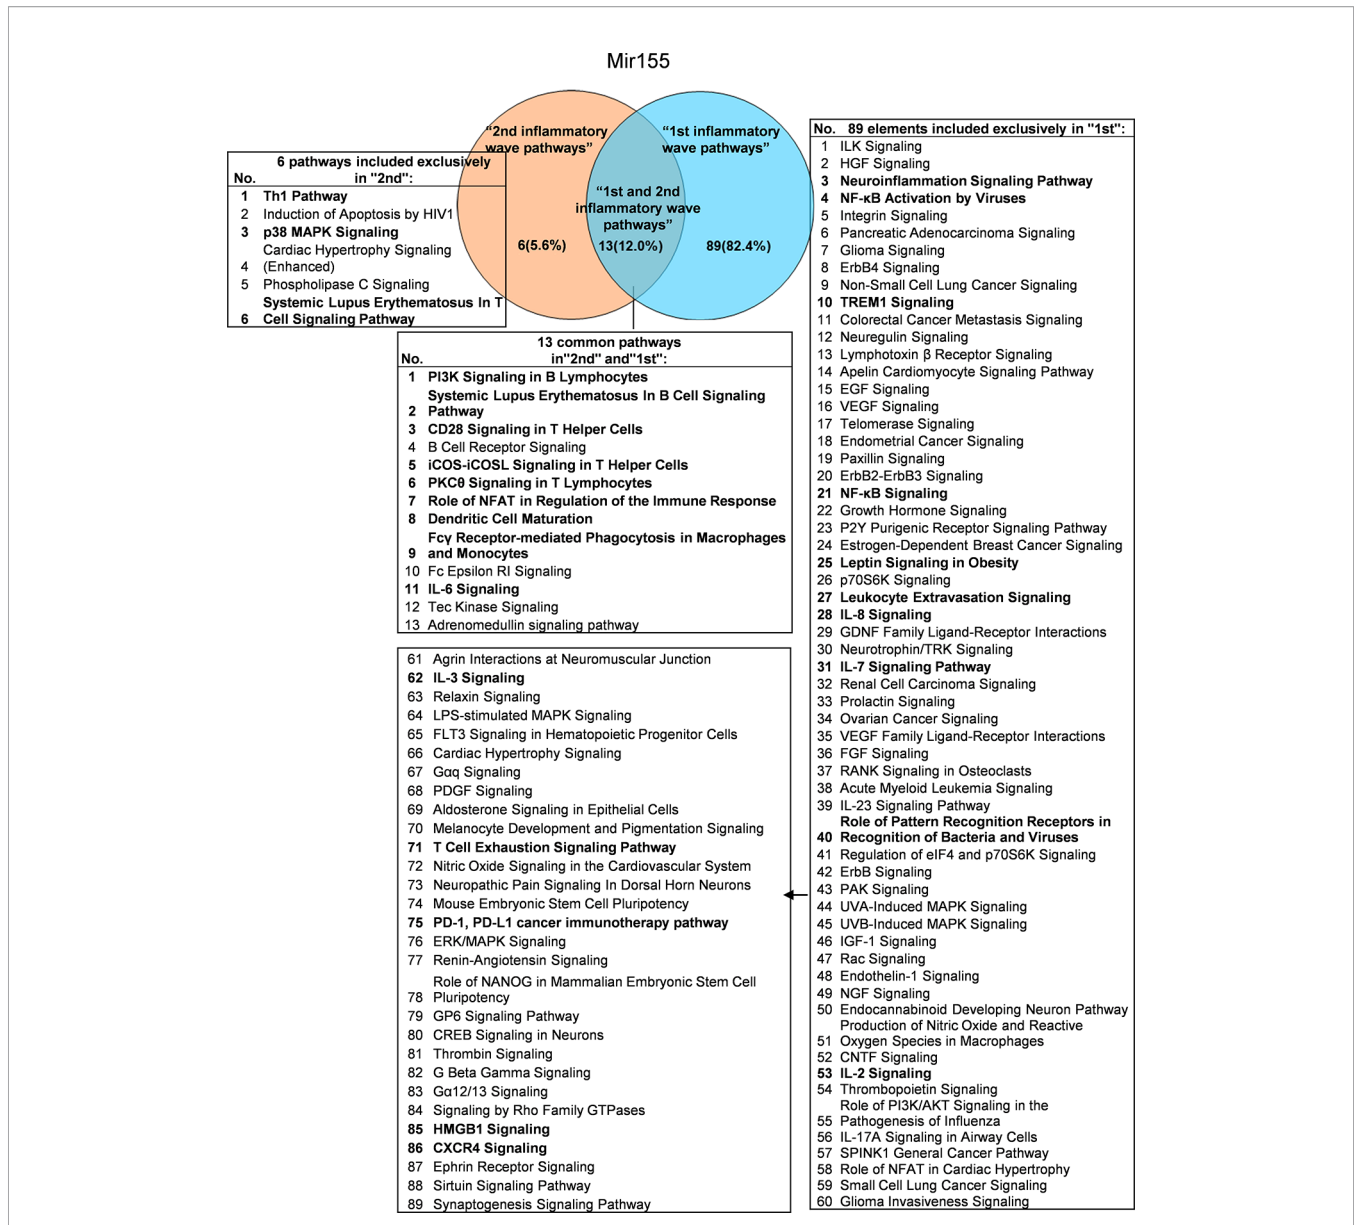 Mir155
“2nd inflammatory
wave pathways”
“1st inflammatory
wave pathways”
“1st and 2nd
inflammatory wave
pathways”
6(5.6%)
13(12.0%)
89(82.4%)
6 pathways included exclusively
No. in "2nd":
1 Th1 Pathway
2 Induction of Apoptosis by HIV1
3 p38 MAPK Signaling
Cardiac Hypertrophy Signaling
4 (Enhanced)
5 Phospholipase C Signaling
Systemic Lupus Erythematosus In T
6 Cell Signaling Pathway
13 common pathways
No. in"2nd" and"1st":
1 PI3K Signaling in B Lymphocytes
Systemic Lupus Erythematosus In B Cell Signaling
2 Pathway
3 CD28 Signaling in T Helper Cells
4 B Cell Receptor Signaling
5 iCOS-iCOSL Signaling in T Helper Cells
6 PKCθ Signaling in T Lymphocytes
7 Role of NFAT in Regulation of the Immune Response
8 Dendritic Cell Maturation
Fcγ Receptor-mediated Phagocytosis in Macrophages
9 and Monocytes
10 Fc Epsilon RI Signaling
11 IL-6 Signaling
12 Tec Kinase Signaling
13 Adrenomedullin signaling pathway
No. 89 elements included exclusively in "1st":
1 ILK Signaling
2 HGF Signaling
3 Neuroinflammation Signaling Pathway
4 NF-κB Activation by Viruses
5 Integrin Signaling
6 Pancreatic Adenocarcinoma Signaling
7 Glioma Signaling
8 ErbB4 Signaling
9 Non-Small Cell Lung Cancer Signaling
10 TREM1 Signaling
11 Colorectal Cancer Metastasis Signaling
12 Neuregulin Signaling
13 Lymphotoxin β Receptor Signaling
14 Apelin Cardiomyocyte Signaling Pathway
15 EGF Signaling
16 VEGF Signaling
17 Telomerase Signaling
18 Endometrial Cancer Signaling
19 Paxillin Signaling
20 ErbB2-ErbB3 Signaling
21 NF-κB Signaling
22 Growth Hormone Signaling
23 P2Y Purigenic Receptor Signaling Pathway
24 Estrogen-Dependent Breast Cancer Signaling
25 Leptin Signaling in Obesity
26 p70S6K Signaling
27 Leukocyte Extravasation Signaling
28 IL-8 Signaling
29 GDNF Family Ligand-Receptor Interactions
30 Neurotrophin/TRK Signaling
31 IL-7 Signaling Pathway
32 Renal Cell Carcinoma Signaling
33 Prolactin Signaling
34 Ovarian Cancer Signaling
35 VEGF Family Ligand-Receptor Interactions
36 FGF Signaling
37 RANK Signaling in Osteoclasts
38 Acute Myeloid Leukemia Signaling
39 IL-23 Signaling Pathway
Role of Pattern Recognition Receptors in
40 Recognition of Bacteria and Viruses
41 Regulation of eIF4 and p70S6K Signaling
42 ErbB Signaling
43 PAK Signaling
44 UVA-Induced MAPK Signaling
45 UVB-Induced MAPK Signaling
46 IGF-1 Signaling
47 Rac Signaling
48 Endothelin-1 Signaling
49 NGF Signaling
50 Endocannabinoid Developing Neuron Pathway
Production of Nitric Oxide and Reactive
51 Oxygen Species in Macrophages
52 CNTF Signaling
53 IL-2 Signaling
54 Thrombopoietin Signaling
Role of PI3K/AKT Signaling in the
55 Pathogenesis of Influenza
56 IL-17A Signaling in Airway Cells
57 SPINK1 General Cancer Pathway
58 Role of NFAT in Cardiac Hypertrophy
59 Small Cell Lung Cancer Signaling
60 Glioma Invasiveness Signaling
61 Agrin Interactions at Neuromuscular Junction
62 IL-3 Signaling
63 Relaxin Signaling
64 LPS-stimulated MAPK Signaling
65 FLT3 Signaling in Hematopoietic Progenitor Cells
66 Cardiac Hypertrophy Signaling
67 Gαq Signaling
68 PDGF Signaling
69 Aldosterone Signaling in Epithelial Cells
70 Melanocyte Development and Pigmentation Signaling
71 T Cell Exhaustion Signaling Pathway
72 Nitric Oxide Signaling in the Cardiovascular System
73 Neuropathic Pain Signaling In Dorsal Horn Neurons
74 Mouse Embryonic Stem Cell Pluripotency
75 PD-1, PD-L1 cancer immunotherapy pathway
76 ERK/MAPK Signaling
77 Renin-Angiotensin Signaling
Role of NANOG in Mammalian Embryonic Stem Cell
78 Pluripotency
79 GP6 Signaling Pathway
80 CREB Signaling in Neurons
81 Thrombin Signaling
82 G Beta Gamma Signaling
83 Gα12/13 Signaling
84 Signaling by Rho Family GTPases
85 HMGB1 Signaling
86 CXCR4 Signaling
87 Ephrin Receptor Signaling
88 Sirtuin Signaling Pathway
89 Synaptogenesis Signaling Pathway